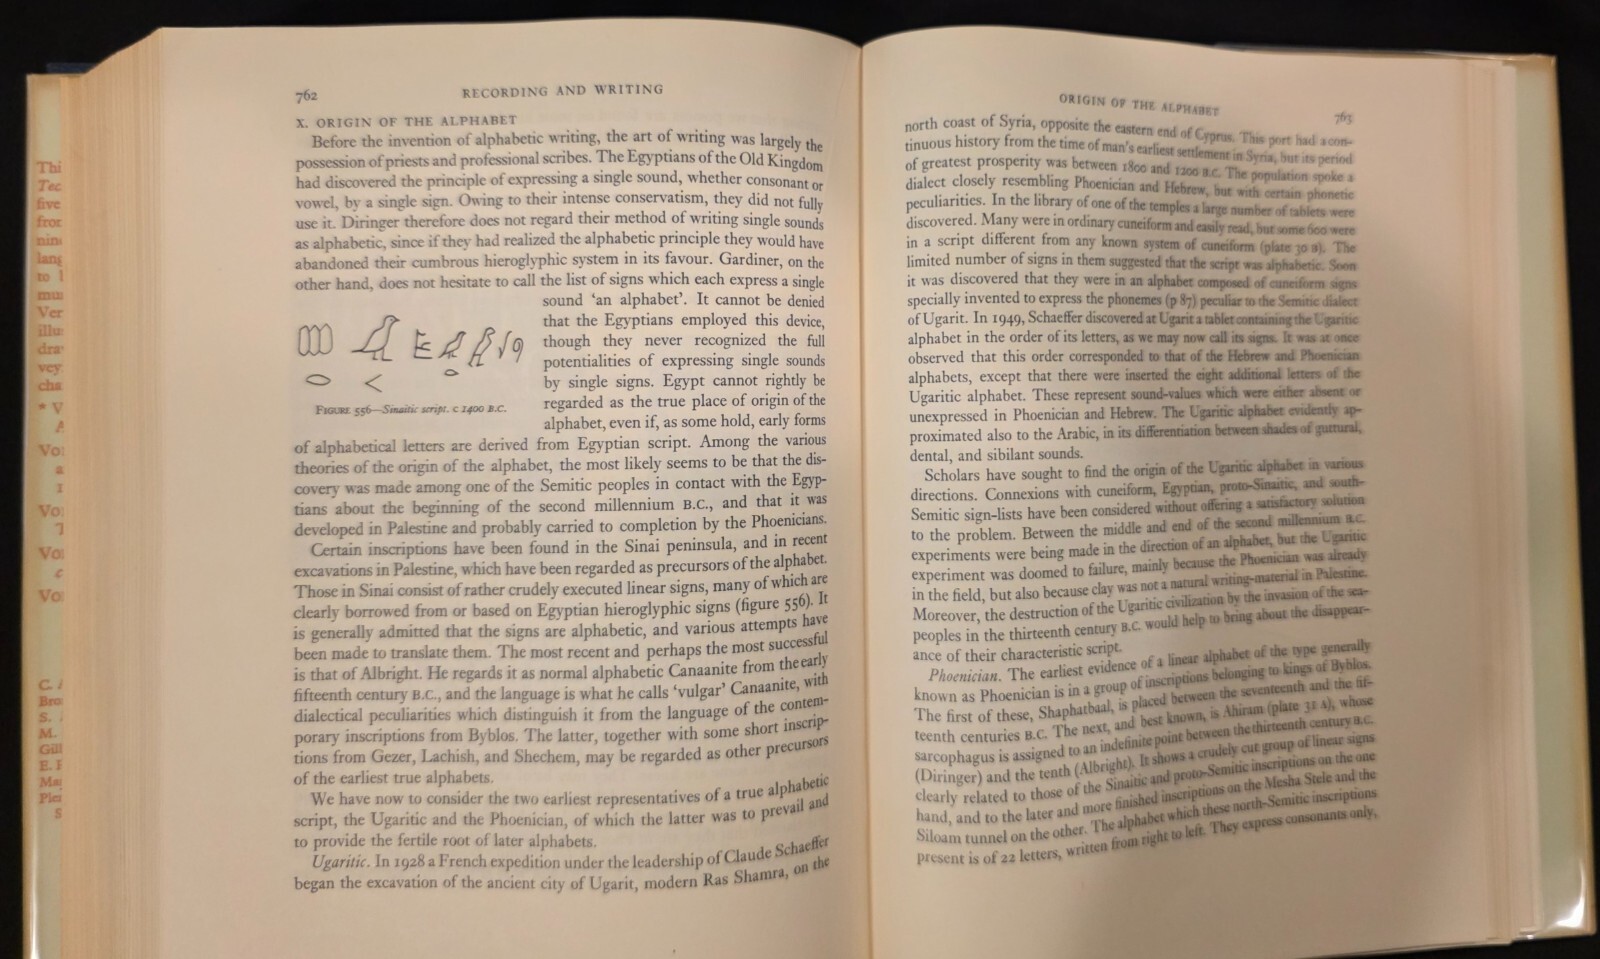 762
RECORDING AND WRITING
X. ORIGIN OF THE ALPHABET
Before the invention of alphabetic writing, the art of writing was largely the
possession of priests and professional scribes. The Egyptians of the Old Kingdom
had discovered the principle of expressing a single sound, whether consonant or
vowel, by a single sign. Owing to their intense conservatism, they did not fully
use it. Diringer therefore does not regard their method of writing single sounds
as alphabetic, since if they had realized the alphabetic principle they would have
abandoned their cumbrous hieroglyphic system in its favour. Gardiner, on the
other hand, does not hesitate to call the list of signs which each express a single
sound ‘an alphabet’. It cannot be denied
that the Egyptians employed this device,
though they never recognized the full
potentialities of expressing single sounds
by single signs. Egypt cannot rightly be
regarded as the true place of origin of the
alphabet, even if, as some hold, early forms
FIGURE 556—Sinaitic script. c 1400 B.C.
of alphabetical letters are derived from Egyptian script. Among the various
theories of the origin of the alphabet, the most likely seems to be that the dis-
covery was made among one of the Semitic peoples in contact with the Egyp-
tians about the beginning of the second millennium B.C., and that it was
developed in Palestine and probably carried to completion by the Phoenicians.
Certain inscriptions have been found in the Sinai peninsula, and in recent
excavations in Palestine, which have been regarded as precursors of the alphabet.
Those in Sinai consist of rather crudely executed linear signs, many of which are
clearly borrowed from or based on Egyptian hieroglyphic signs (figure 556). It
is generally admitted that the signs are alphabetic, and various attempts have
been made to translate them. The most recent and perhaps the most successful
is that of Albright. He regards it as normal alphabetic Canaanite from the early
fifteenth century B.C., and the language is what he calls ‘vulgar’ Canaanite, with
dialectical peculiarities which distinguish it from the language of the contem-
porary inscriptions from Byblos. The latter, together with some short inscrip-
tions from Gezer, Lachish, and Shechem, may be regarded as other precursors
of the earliest true alphabets.
We have now to consider the two earliest representatives of a true alphabetic
script, the Ugaritic and the Phoenician, of which the latter was to prevail and
to provide the fertile root of later alphabets.
Ugaritic. In 1928 a French expedition under the leadership of Claude Schaeffer
began the excavation of the ancient city of Ugarit, modern Ras Shamra, on the
ORIGIN OF THE ALPHABET
763
north coast of Syria, opposite the eastern end of Cyprus. This port had a con-
tinuous history from the time of man's earliest settlement in Syria, but its period
of greatest prosperity was between 1800 and 1200 B.C. The population spoke a
dialect closely resembling Phoenician and Hebrew, but with certain phonetic
peculiarities. In the library of one of the temples a large number of tablets were
discovered. Many were in ordinary cuneiform and easily read, but some 600 were
in a script different from any known system of cuneiform (plate 30 B). The
limited number of signs in them suggested that the script was alphabetic. Soon
it was discovered that they were in an alphabet composed of cuneiform signs
specially invented to express the phonemes (p 87) peculiar to the Semitic dialect
of Ugarit. In 1949, Schaeffer discovered at Ugarit a tablet containing the Ugaritic
alphabet in the order of its letters, as we may now call its signs. It was at once
observed that this order corresponded to that of the Hebrew and Phoenician
alphabets, except that there were inserted the eight additional letters of the
Ugaritic alphabet. These represent sound-values which were either absent or
unexpressed in Phoenician and Hebrew. The Ugaritic alphabet evidently ap-
proximated also to the Arabic, in its differentiation between shades of guttural,
dental, and sibilant sounds.
Scholars have sought to find the origin of the Ugaritic alphabet in various
directions. Connexions with cuneiform, Egyptian, proto-Sinaitic, and south-
Semitic sign-lists have been considered without offering a satisfactory solution
to the problem. Between the middle and end of the second millennium B.C.
experiments were being made in the direction of an alphabet, but the Ugaritic
experiment was doomed to failure, mainly because the Phoenician was already
in the field, but also because clay was not a natural writing-material in Palestine.
Moreover, the destruction of the Ugaritic civilization by the invasion of the sea-
peoples in the thirteenth century B.C. would help to bring about the disappear-
ance of their characteristic script.
Phoenician. The earliest evidence of a linear alphabet of the type generally
known as Phoenician is in a group of inscriptions belonging to kings of Byblos.
The first of these, Shaphatbaal, is placed between the seventeenth and the fif-
teenth centuries B.C. The next, and best known, is Ahiram (plate 31 A), whose
sarcophagus is assigned to an indefinite point between the thirteenth century B.C.
(Diringer) and the tenth (Albright). It shows a crudely cut group of linear signs
clearly related to those of the Sinaitic and proto-Semitic inscriptions on the one
hand, and to the later and more finished inscriptions on the Mesha Stele and the
Siloam tunnel on the other. The alphabet which these north-Semitic inscriptions
present is of 22 letters, written from right to left. They express consonants only,